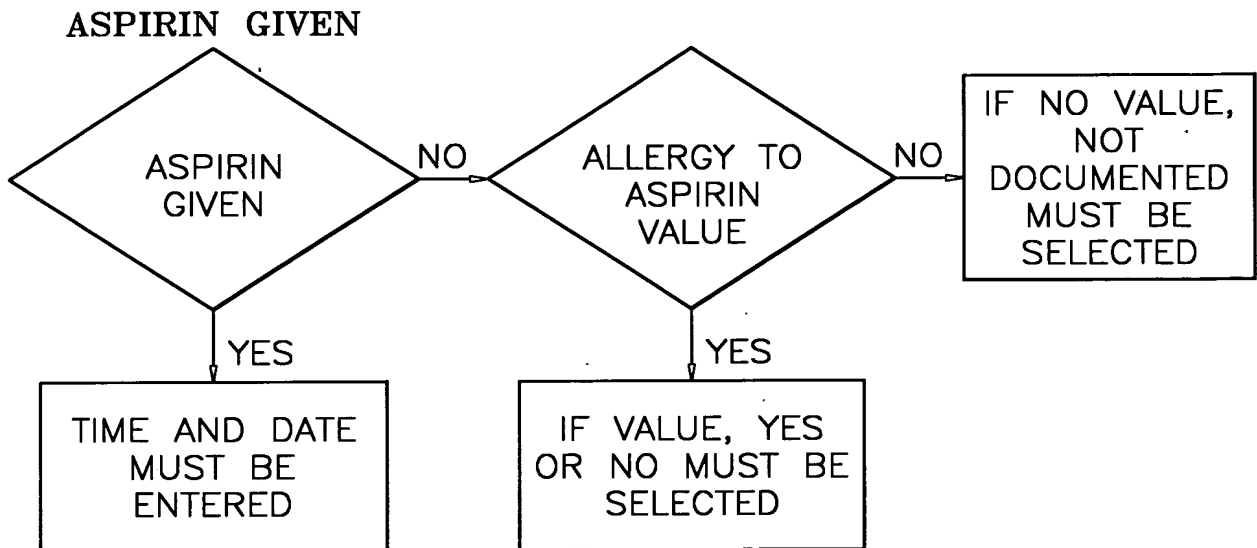 ASPIRIN GIVEN
ASPIRIN
GIVEN
NO
ALLERGY TO
ASPIRIN
VALUE
NO
IF NO VALUE,
NOT
DOCUMENTED
MUST BE
SELECTED
YES
TIME AND DATE
MUST BE
ENTERED
YES
IF VALUE, YES
OR NO MUST BE
SELECTED